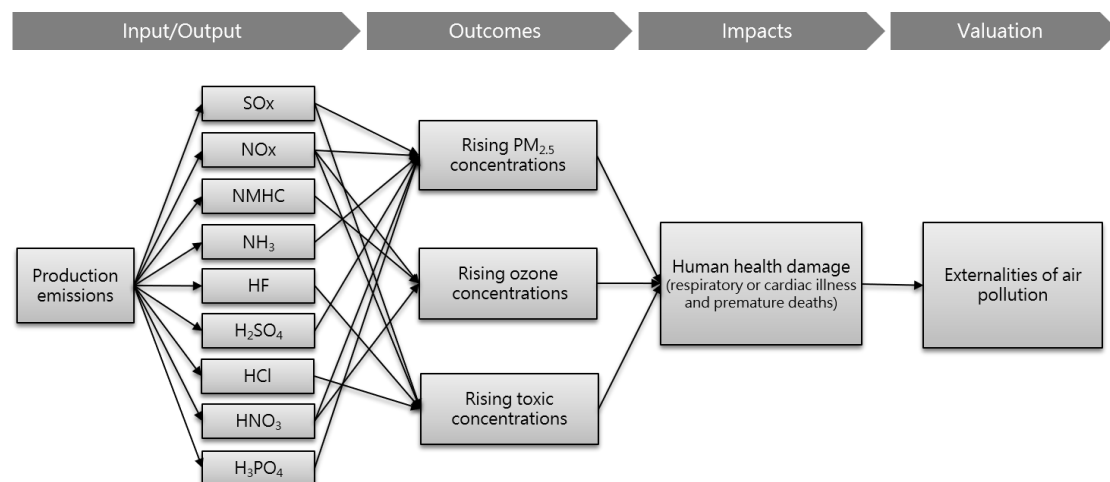 Input/Output
Outcomes
Impacts
Valuation
Production
emissions
SOx
NOx
NMHC
NH₃
HF
H₂SO₄
HCl
HNO₃
H₃PO₄
Rising PM₂.₅
concentrations
Rising ozone
concentrations
Rising toxic
concentrations
Human health damage
(respiratory or cardiac illness
and premature deaths)
Externalities of air
pollution